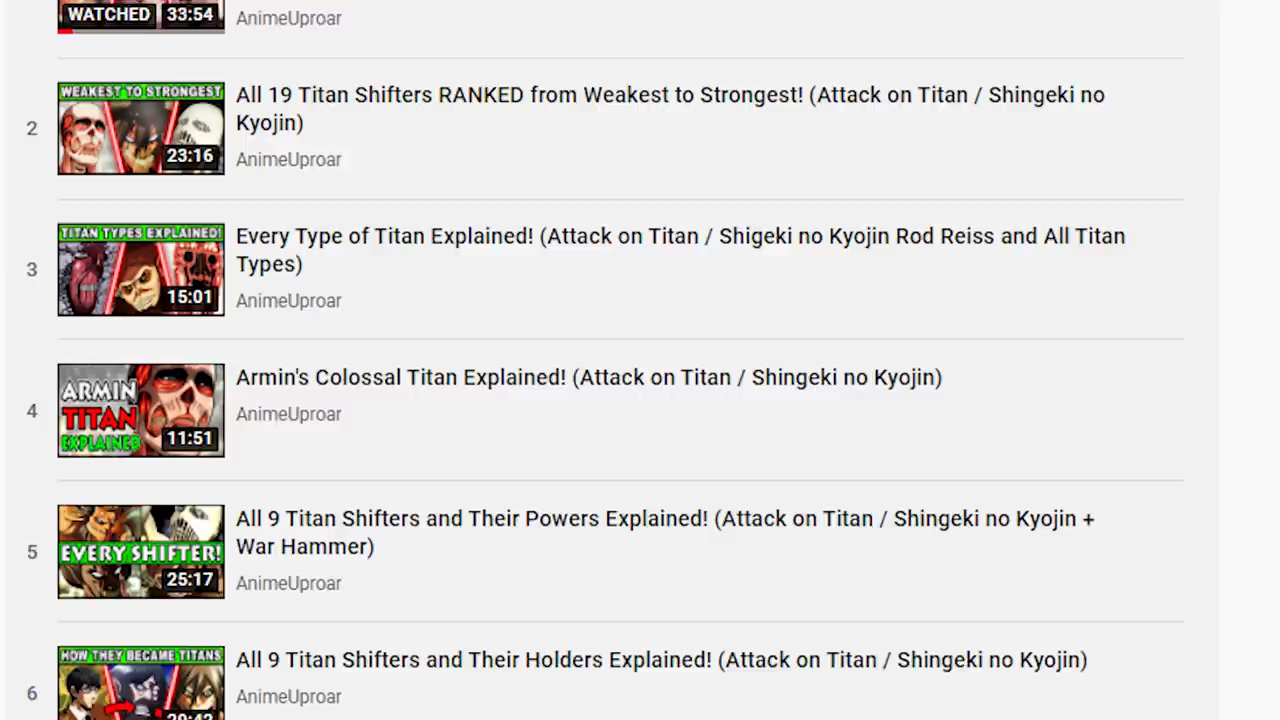 WATCHED 33:54
AnimeUproar
2
WEAKEST TO STRONGEST
23:16
All 19 Titan Shifters RANKED from Weakest to Strongest! (Attack on Titan / Shingeki no
Kyojin)
AnimeUproar
3
TITAN TYPES EXPLAINED!
15:01
Every Type of Titan Explained! (Attack on Titan / Shigeki no Kyojin Rod Reiss and All Titan
Types)
AnimeUproar
4
ARMIN
TITAN
EXPLAINED
11:51
Armin's Colossal Titan Explained! (Attack on Titan / Shingeki no Kyojin)
AnimeUproar
5
EVERY SHIFTER!
25:17
All 9 Titan Shifters and Their Powers Explained! (Attack on Titan / Shingeki no Kyojin +
War Hammer)
AnimeUproar
6
HOW THEY BECAME TITANS
All 9 Titan Shifters and Their Holders Explained! (Attack on Titan / Shingeki no Kyojin)
AnimeUproar